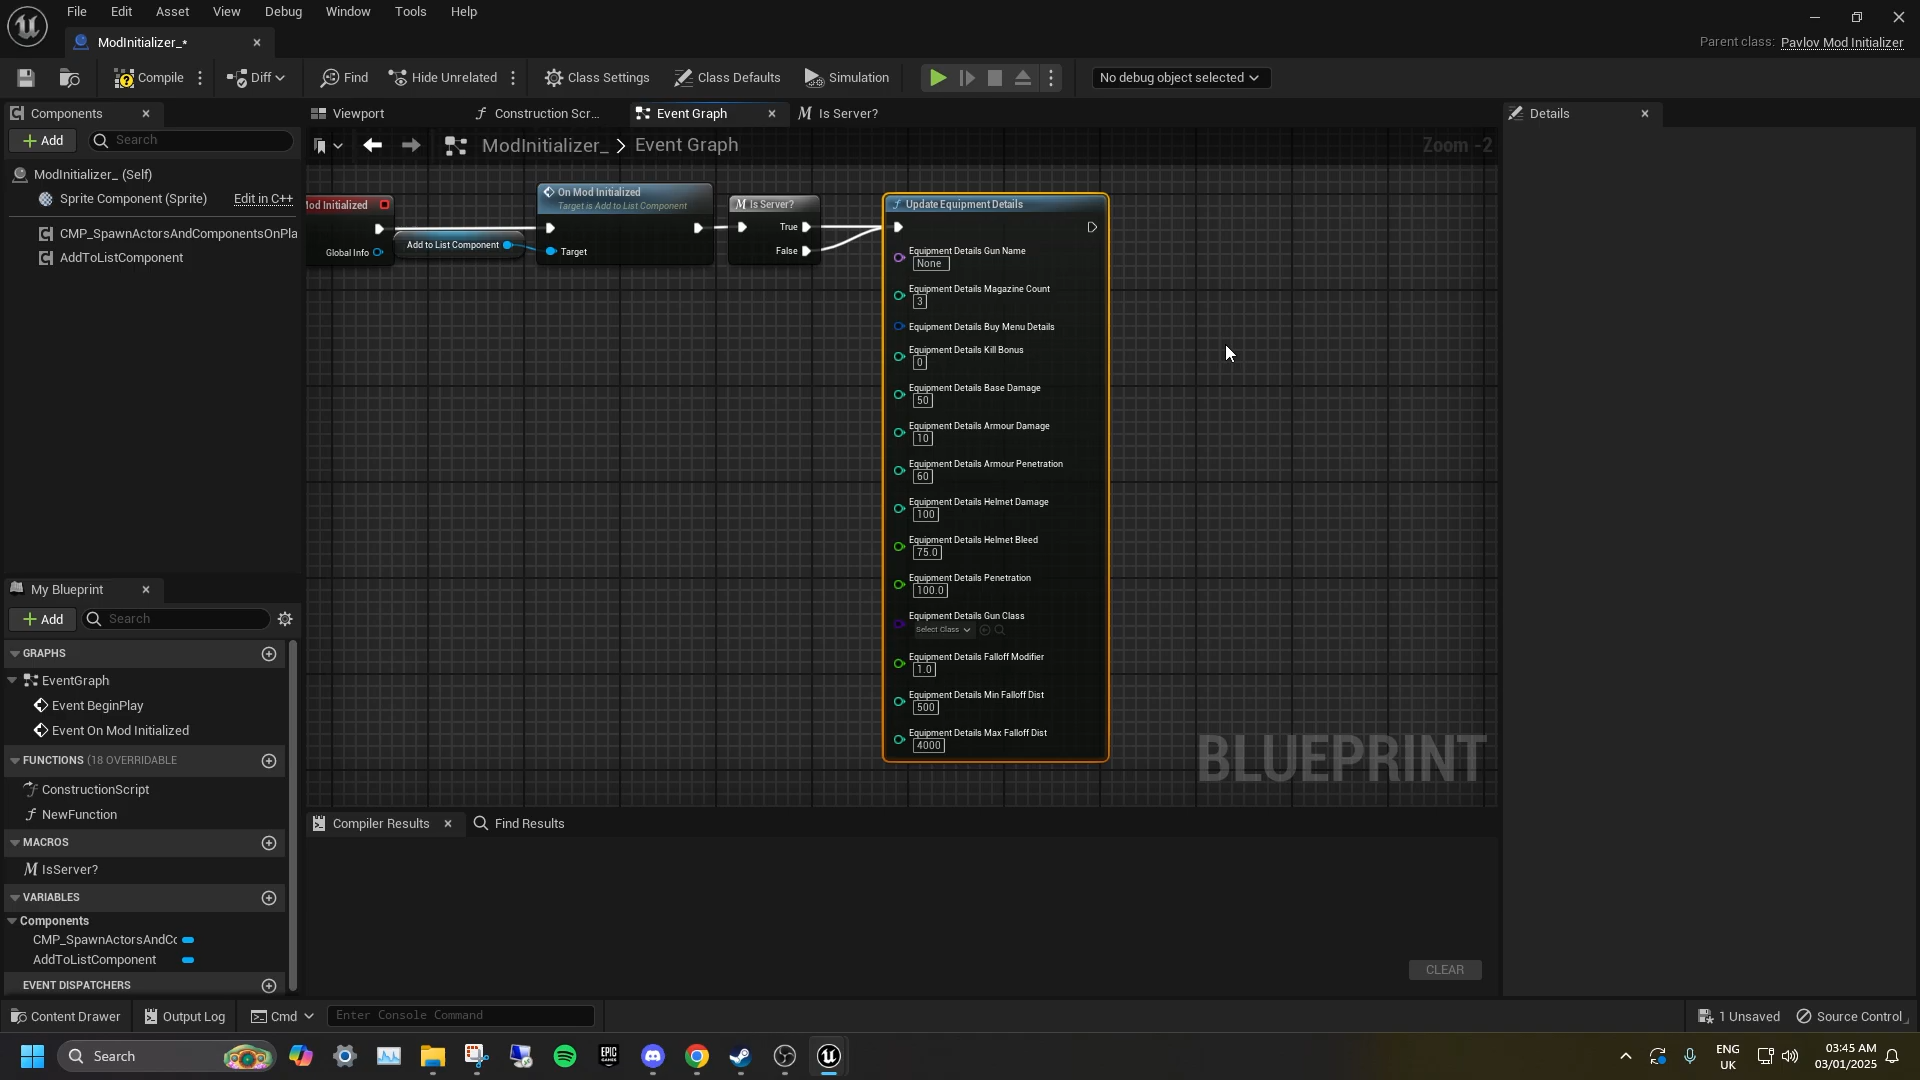 File Edit Asset View Debug Window Tools Help
ModInitializer_*
Parent class: Pavlov Mod Initializer
Compile Diff Find Hide Unrelated Class Settings Class Defaults Simulation No debug object selected
Components Viewport Construction Scr... Event Graph Is Server? Details
Add Search
ModInitializer_ > Event Graph
Zoom -2
ModInitializer_ (Self)
Sprite Component (Sprite) Edit in C++
CMP_SpawnActorsAndComponentsOnPla
AddToListComponent
Mod Initialized
Global Info
Add to List Component
On Mod Initialized
Target is Add to List Component
Target
Is Server?
True
False
Update Equipment Details
Equipment Details Gun Name
None
Equipment Details Magazine Count
3
Equipment Details Buy Menu Details
Equipment Details Kill Bonus
0
Equipment Details Base Damage
50
Equipment Details Armour Damage
10
Equipment Details Armour Penetration
60
Equipment Details Helmet Damage
100
Equipment Details Helmet Bleed
75.0
Equipment Details Penetration
100.0
Equipment Details Gun Class
Select Class
Equipment Details Falloff Modifier
1.0
Equipment Details Min Falloff Dist
500
Equipment Details Max Falloff Dist
4000
BLUEPRINT
My Blueprint
Add Search
GRAPHS
EventGraph
Event BeginPlay
Event On Mod Initialized
FUNCTIONS (18 OVERRIDABLE
ConstructionScript
NewFunction
MACROS
IsServer?
VARIABLES
Components
CMP_SpawnActorsAndCc
AddToListComponent
EVENT DISPATCHERS
Compiler Results Find Results
CLEAR
Content Drawer Output Log Cmd Enter Console Command 1 Unsaved Source Control
Search
EPIC GAMES
ENG
UK
03:45 AM
03/01/2025